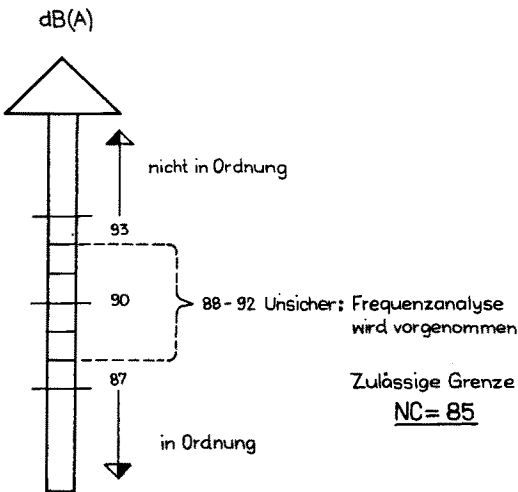 dB(A)
nicht in Ordnung
93
90
88-92 Unsicher: Frequenzanalyse
wird vorgenommen
87
Zulässige Grenze
NC= 85
in Ordnung